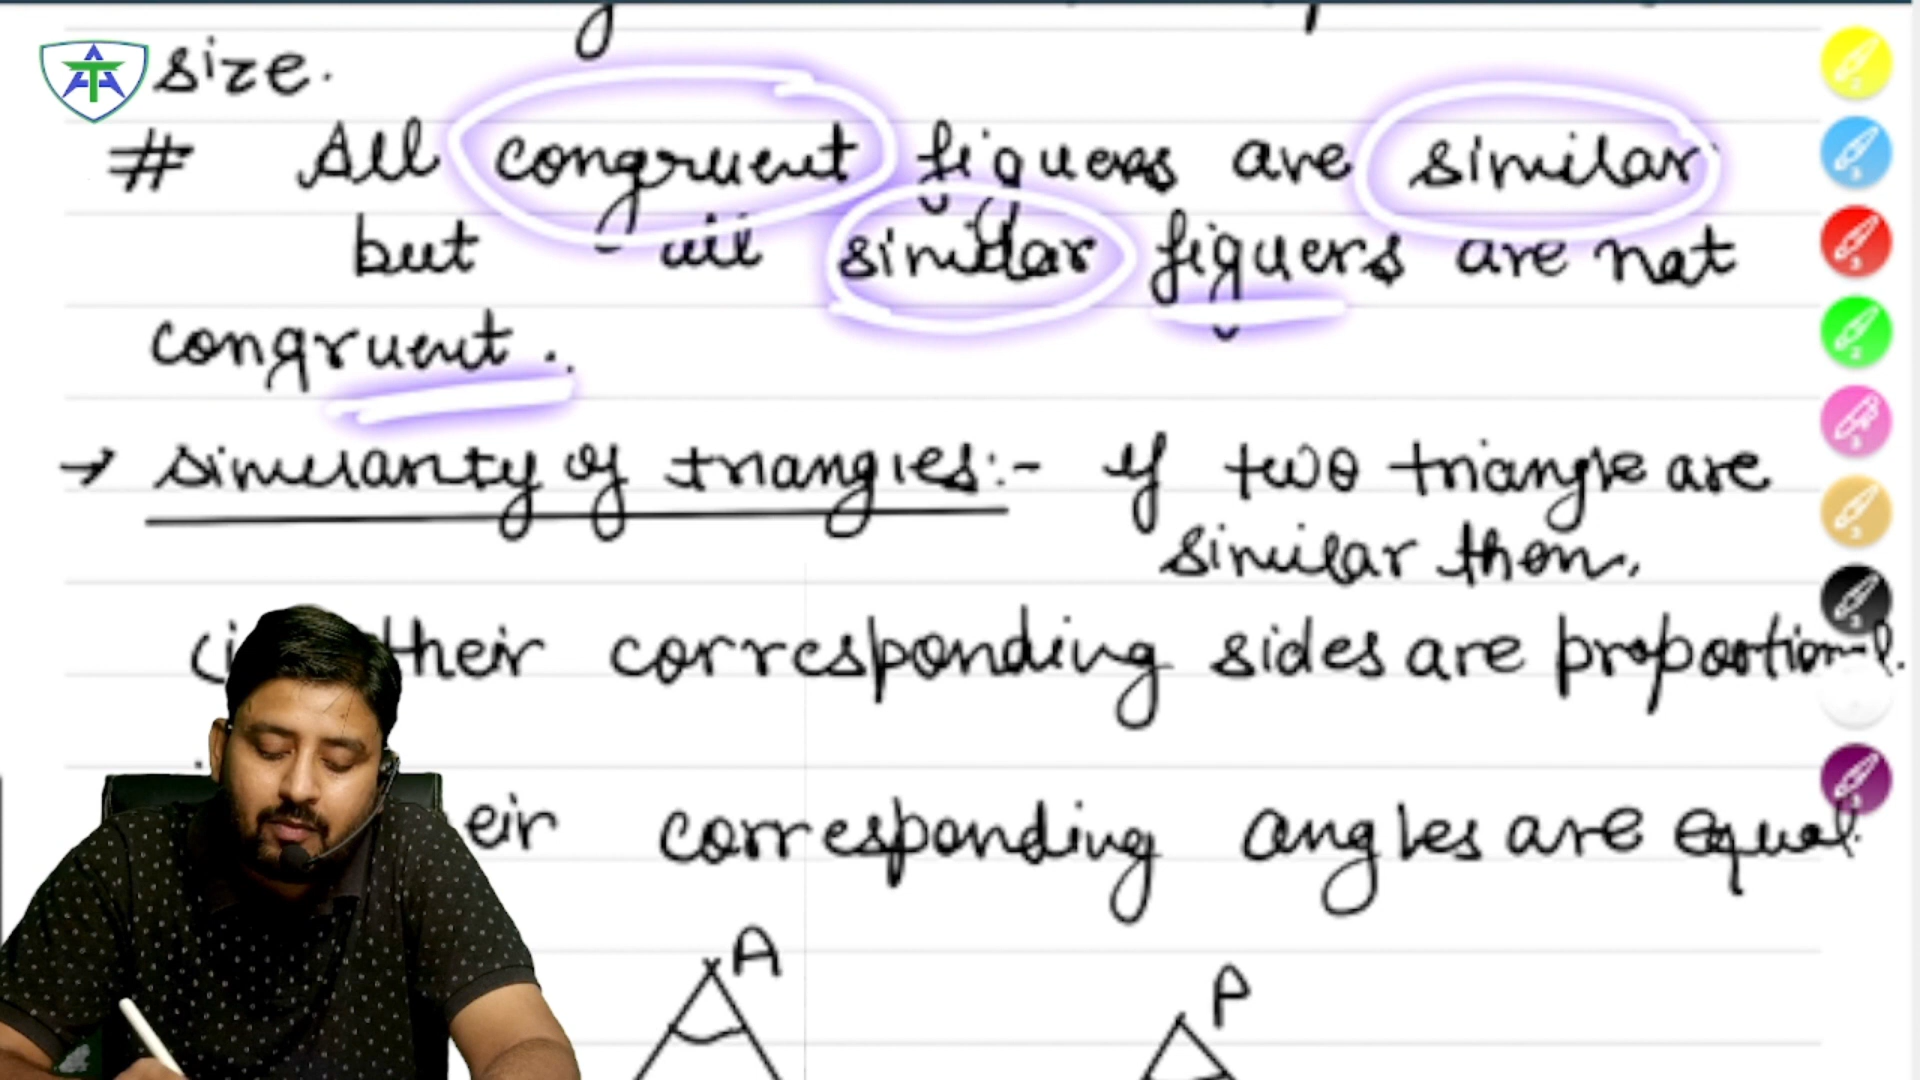 size.
# All congruent figuers are similar
but all similar figuers are not
congruent.
→ similarity of triangles:- if two triangle are
similar then,
their corresponding sides are proportional.
corresponding angles are equal
A
P